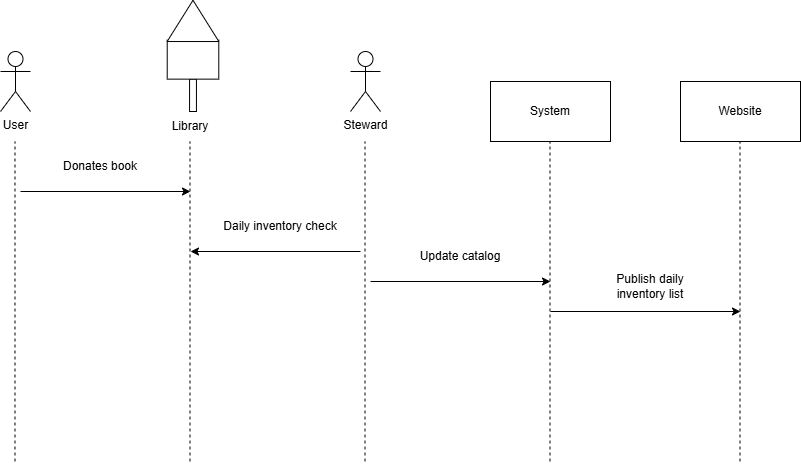 User
Library
Steward
System
Website
Donates book
Daily inventory check
Update catalog
Publish daily
inventory list